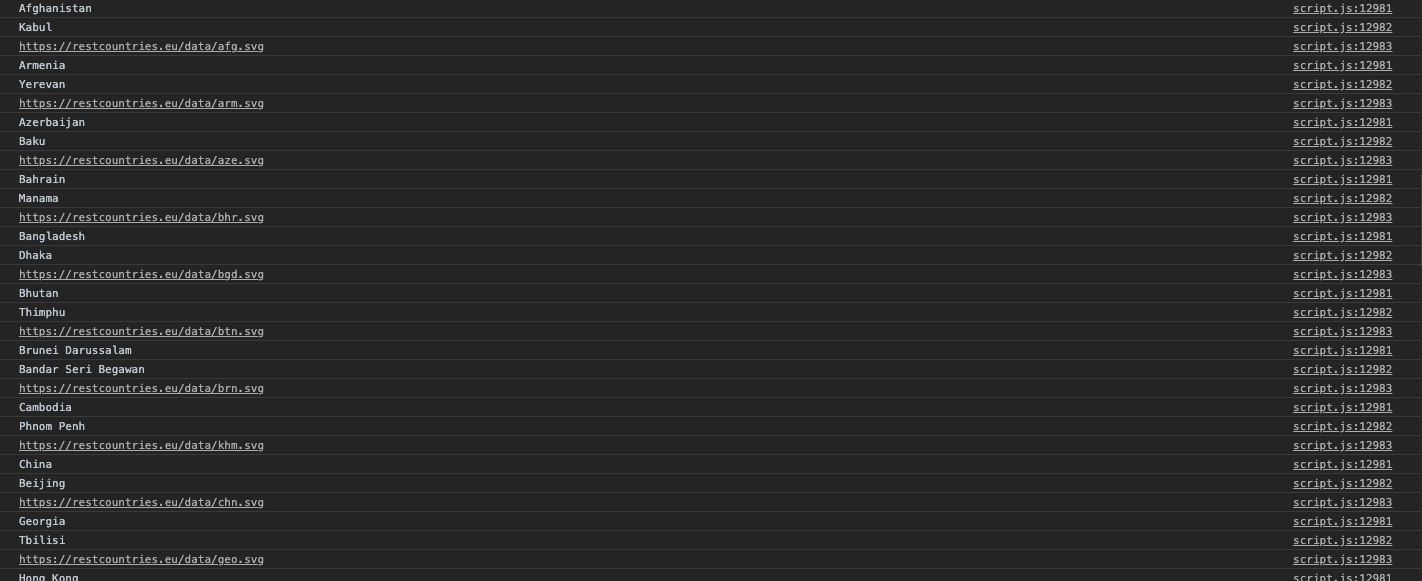 Afghanistan script.js:12981
Kabul script.js:12982
https://restcountries.eu/data/afg.svg script.js:12983
Armenia script.js:12981
Yerevan script.js:12982
https://restcountries.eu/data/arm.svg script.js:12983
Azerbaijan script.js:12981
Baku script.js:12982
https://restcountries.eu/data/aze.svg script.js:12983
Bahrain script.js:12981
Manama script.js:12982
https://restcountries.eu/data/bhr.svg script.js:12983
Bangladesh script.js:12981
Dhaka script.js:12982
https://restcountries.eu/data/bgd.svg script.js:12983
Bhutan script.js:12981
Thimphu script.js:12982
https://restcountries.eu/data/btn.svg script.js:12983
Brunei Darussalam script.js:12981
Bandar Seri Begawan script.js:12982
https://restcountries.eu/data/brn.svg script.js:12983
Cambodia script.js:12981
Phnom Penh script.js:12982
https://restcountries.eu/data/khm.svg script.js:12983
China script.js:12981
Beijing script.js:12982
https://restcountries.eu/data/chn.svg script.js:12983
Georgia script.js:12981
Tbilisi script.js:12982
https://restcountries.eu/data/geo.svg script.js:12983
Hong Kong script.js:12981